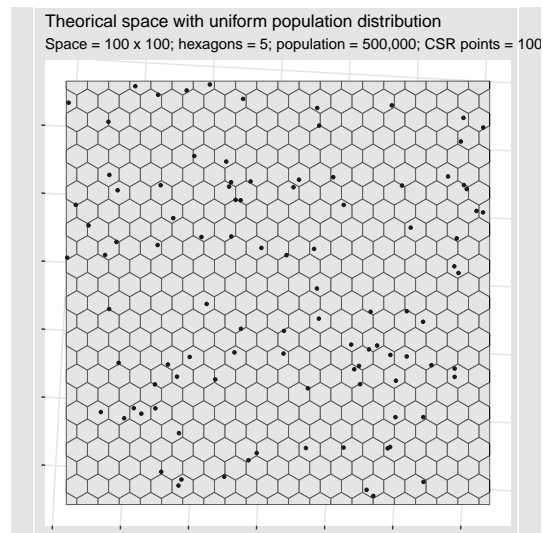 Theorical space with uniform population distribution
Space = 100 x 100; hexagons = 5; population = 500,000; CSR points = 100